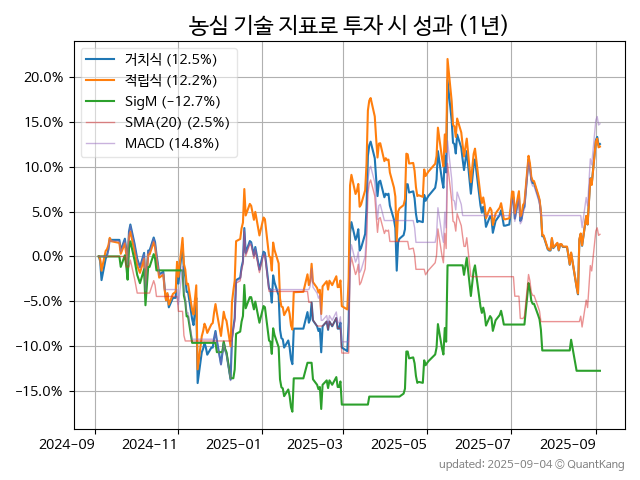 농심 기술 지표로 투자 시 성과 (1년)
거치식 (12.5%)
적립식 (12.2%)
SigM (-12.7%)
SMA(20) (2.5%)
MACD (14.8%)
20.0%
15.0%
10.0%
5.0%
0.0%
-5.0%
-10.0%
-15.0%
2024-09 2024-11 2025-01 2025-03 2025-05 2025-07 2025-09
updated: 2025-09-04 © QuantKang